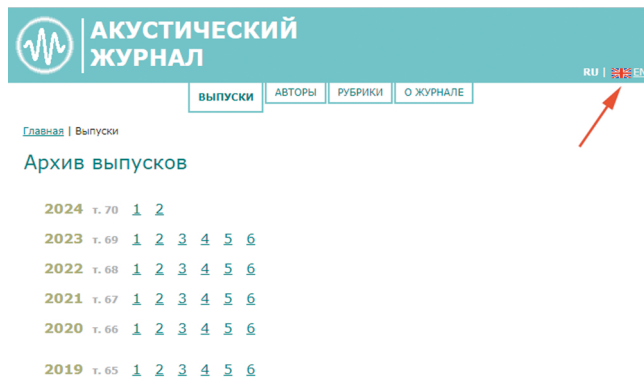 АКУСТИЧЕСКИЙ
ЖУРНАЛ
RU | EN
ВЫПУСКИ АВТОРЫ РУБРИКИ О ЖУРНАЛЕ
Главная | Выпуски
Архив выпусков
2024 т. 70 1 2
2023 т. 69 1 2 3 4 5 6
2022 т. 68 1 2 3 4 5 6
2021 т. 67 1 2 3 4 5 6
2020 т. 66 1 2 3 4 5 6
2019 т. 65 1 2 3 4 5 6